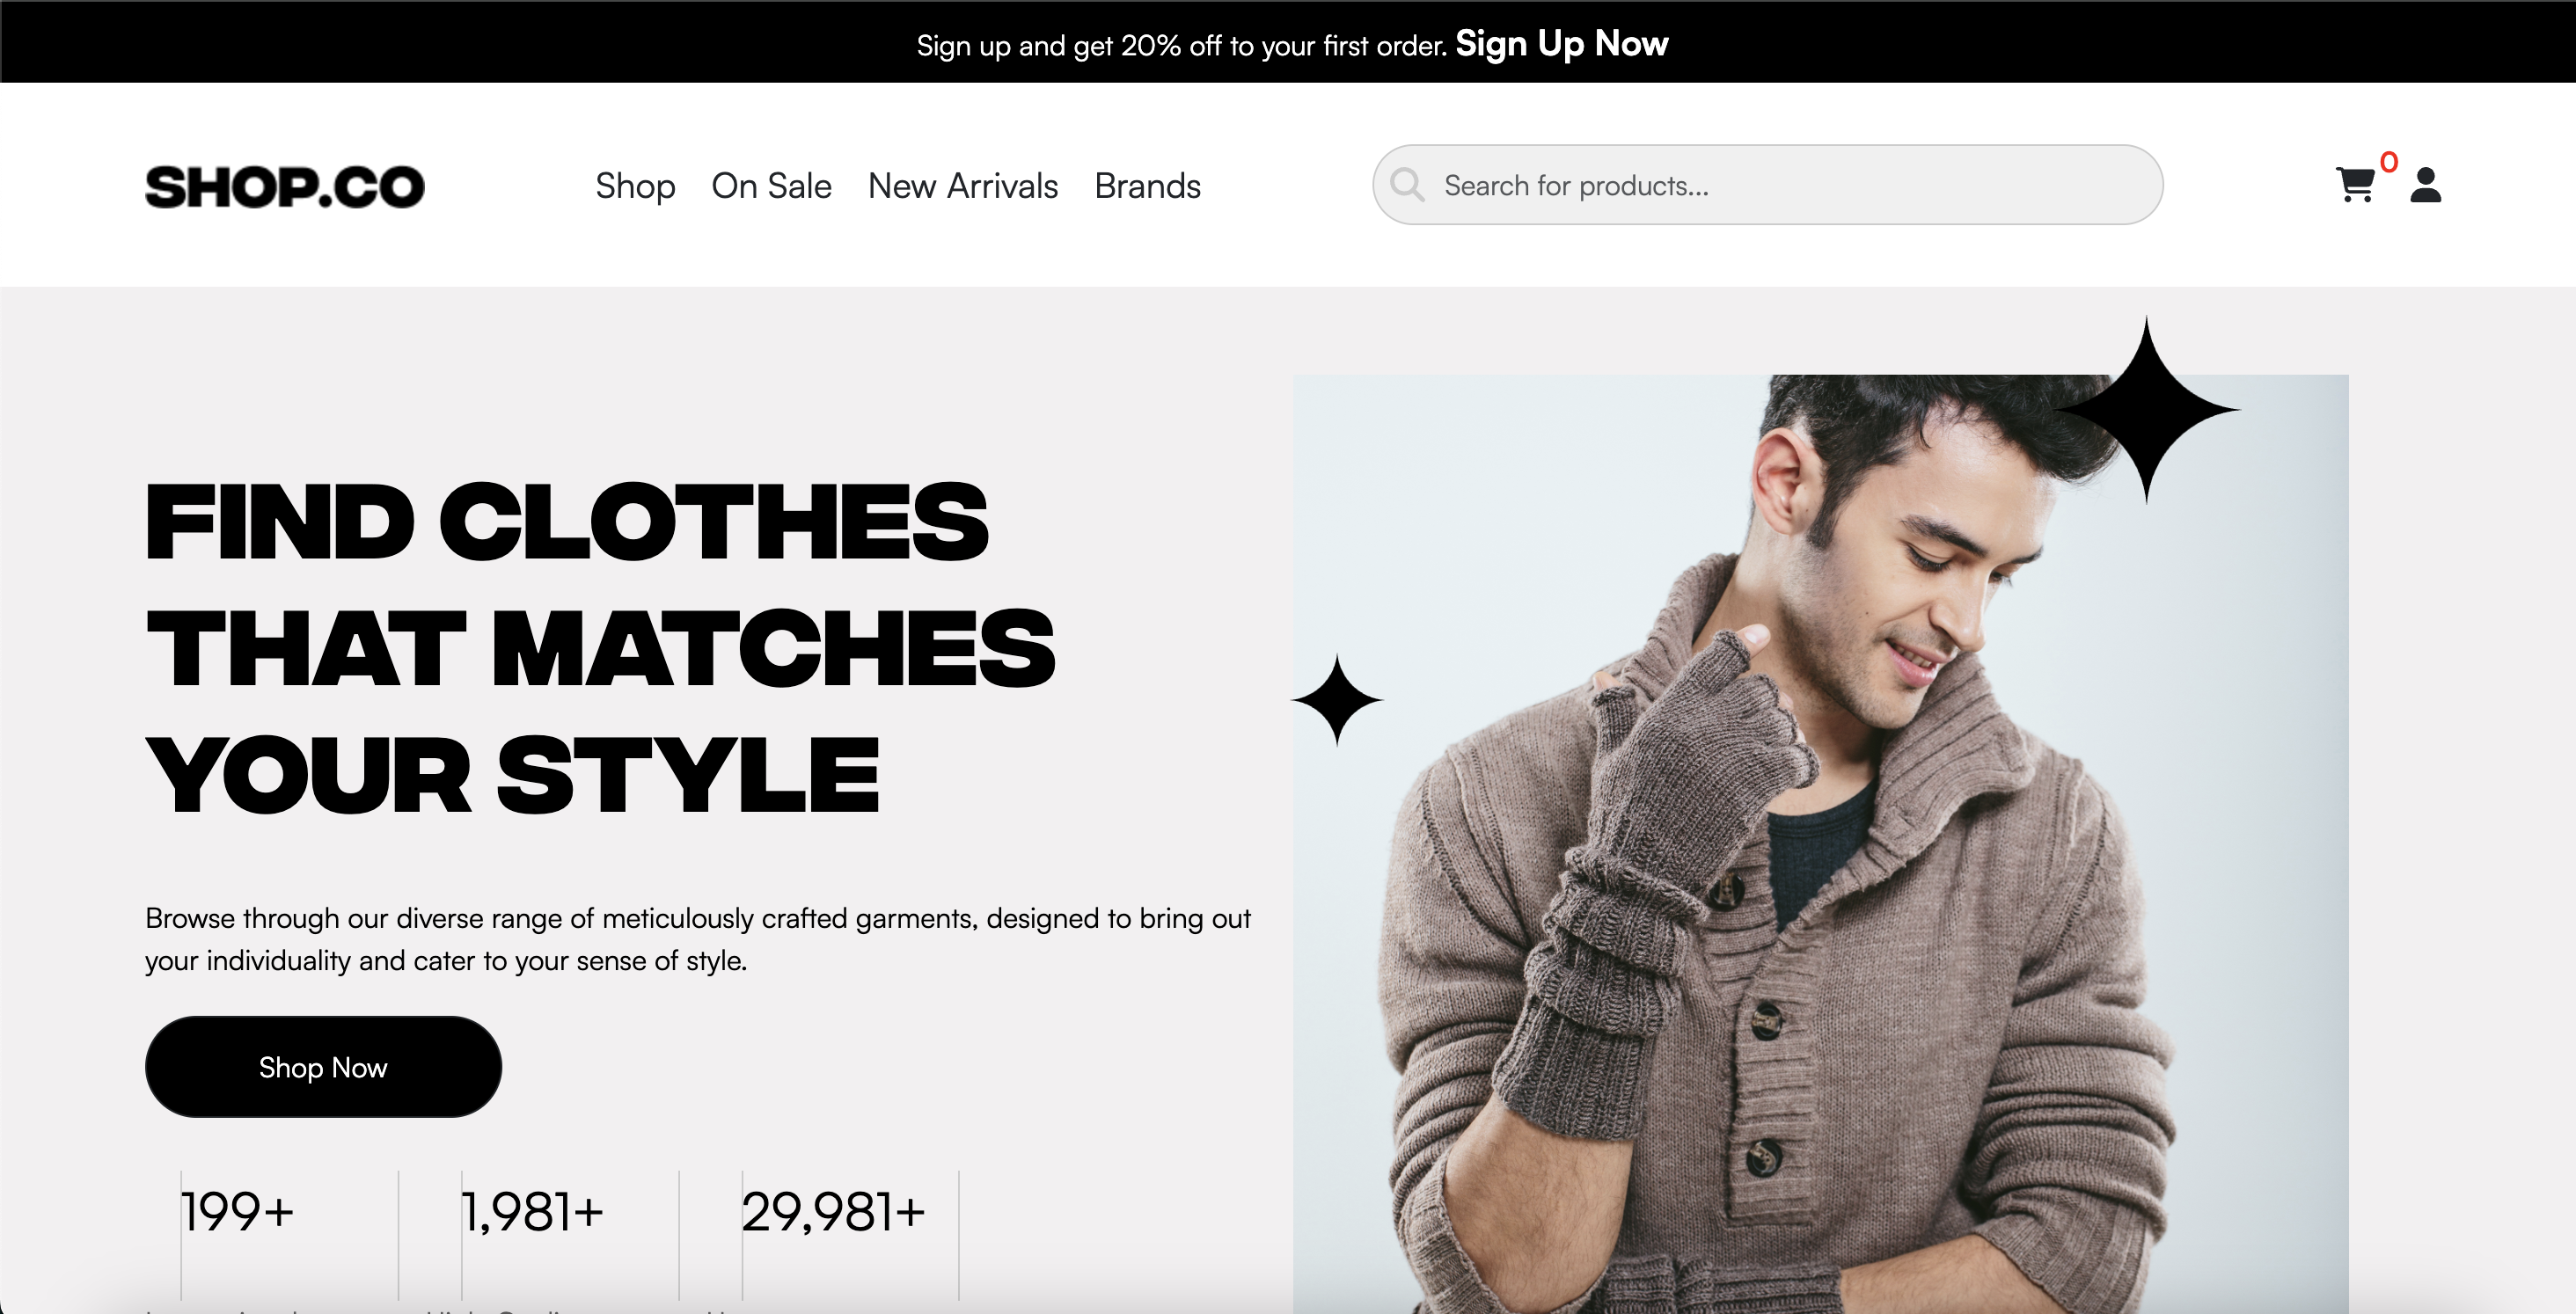 Sign up and get 20% off to your first order. Sign Up Now
SHOP.CO
Shop On Sale New Arrivals Brands
Search for products...
0
FIND CLOTHES
THAT MATCHES
YOUR STYLE
Browse through our diverse range of meticulously crafted garments, designed to bring out
your individuality and cater to your sense of style.
Shop Now
199+ 1,981+ 29,981+